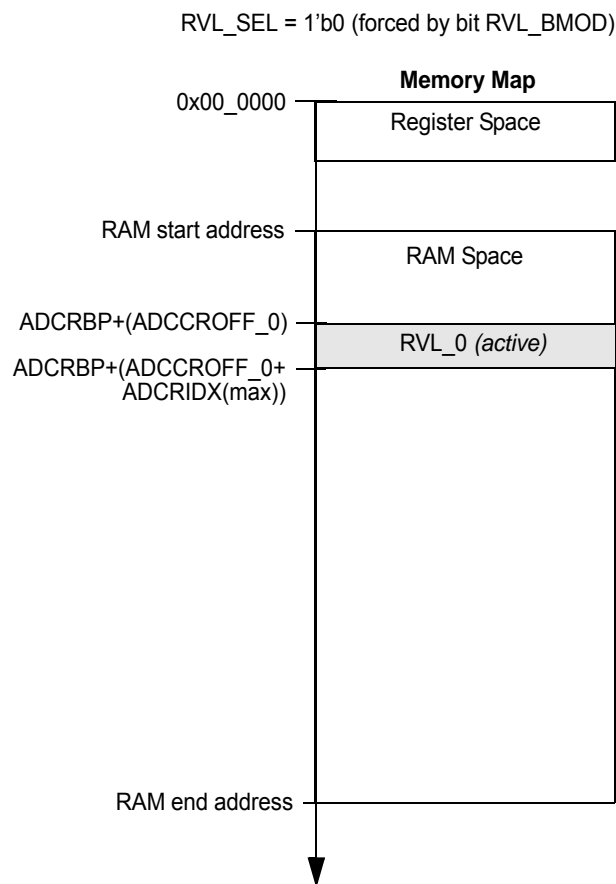 RVL_SEL = 1'b0 (forced by bit RVL_BMOD)
Memory Map
0x00_0000
Register Space
RAM start address
RAM Space
ADCRBP+(ADCCROFF_0)
RVL_0 (active)
ADCRBP+(ADCCROFF_0+
ADCRIDX(max))
RAM end address